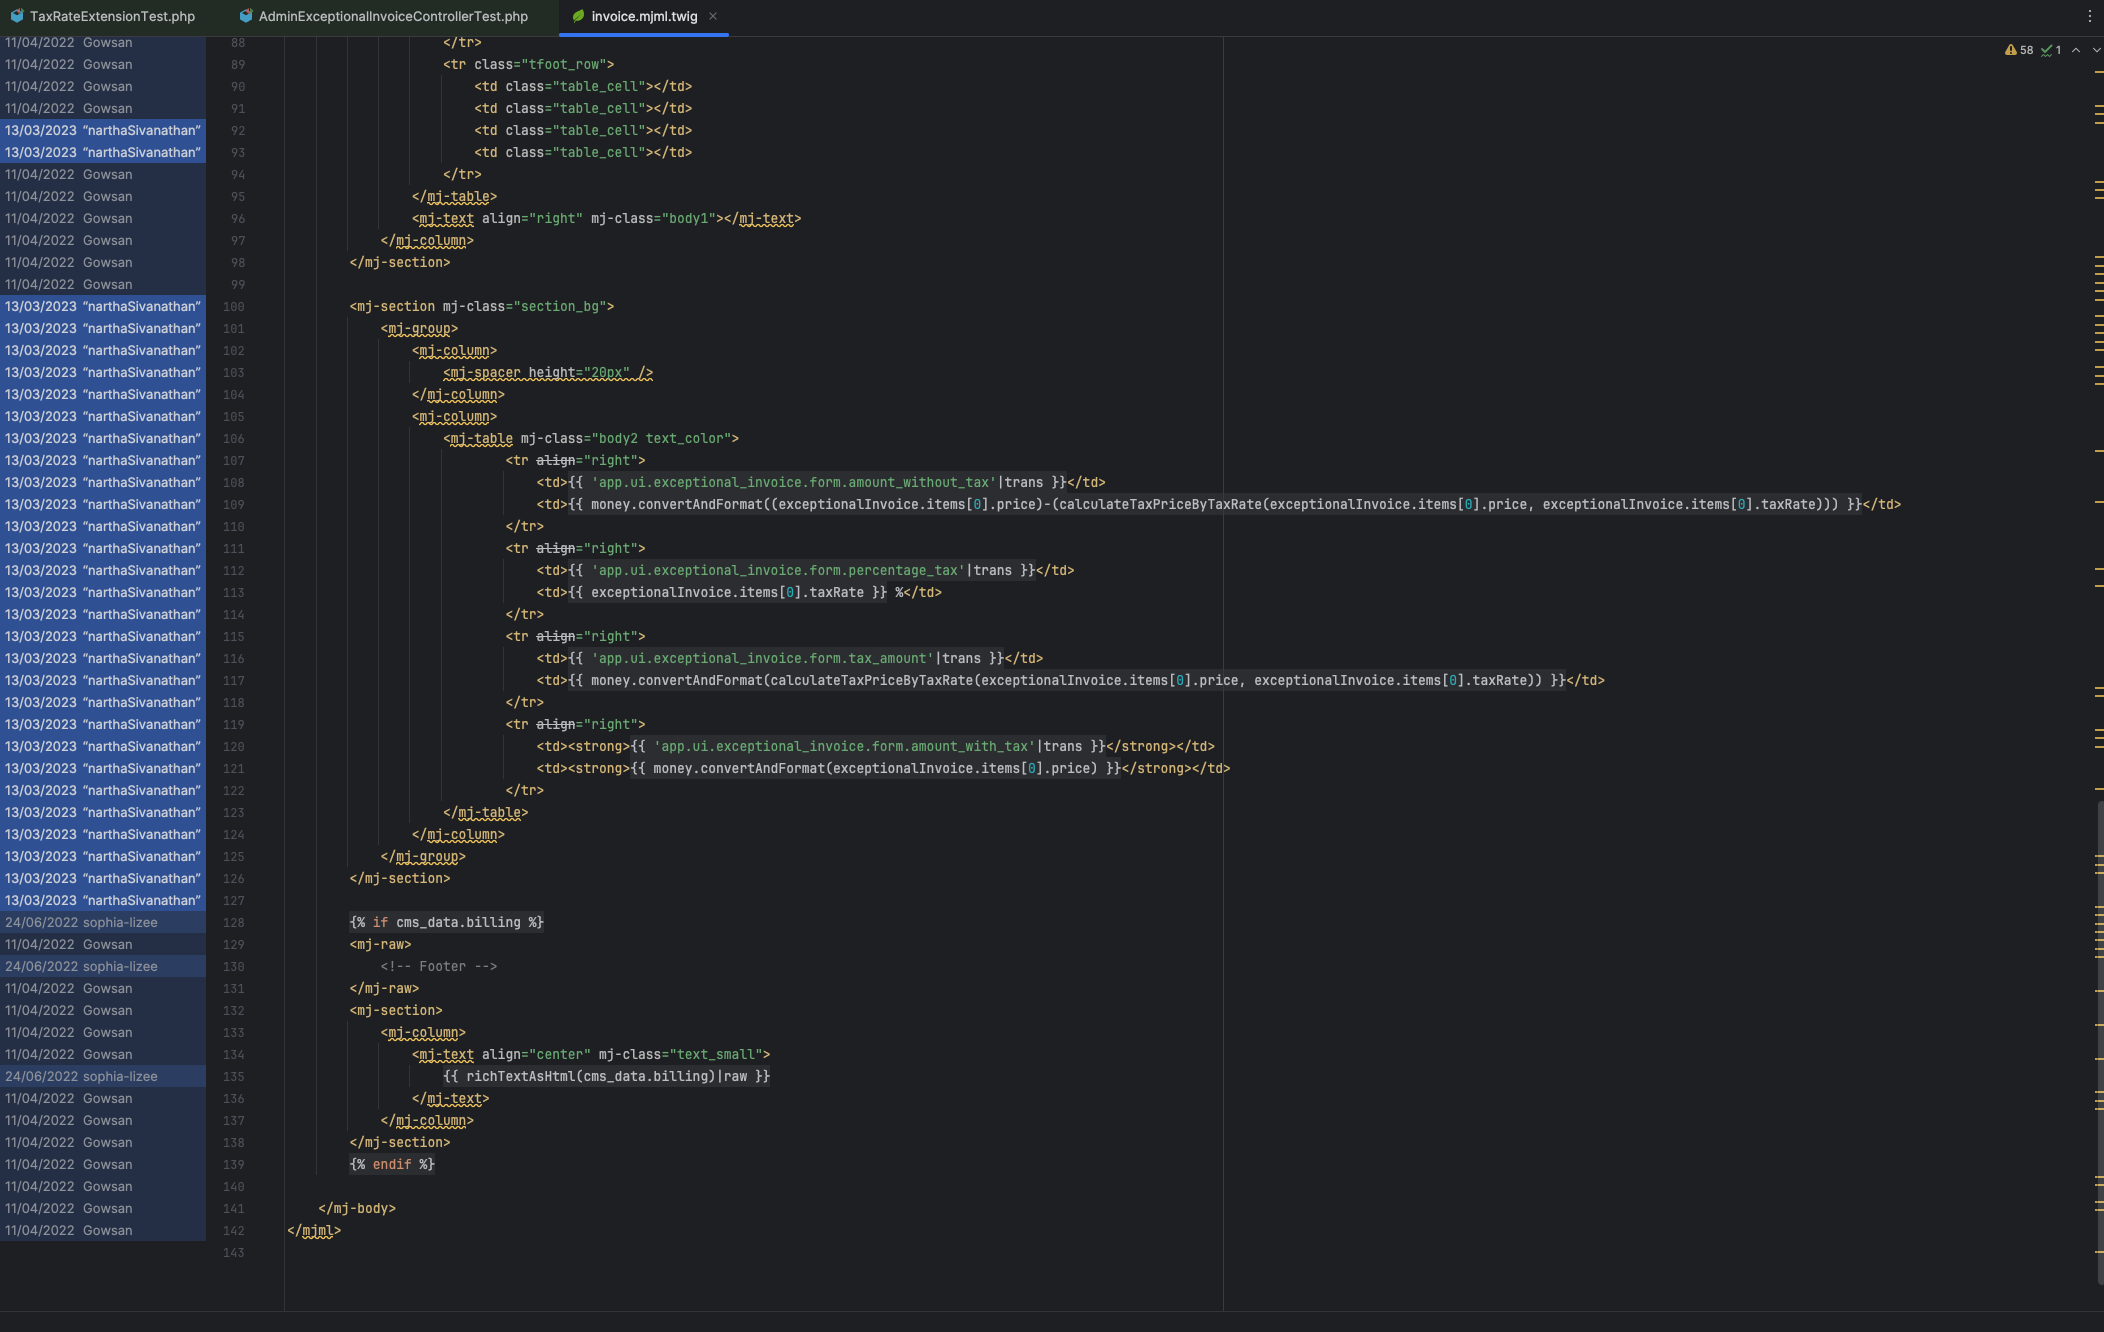 TaxRateExtensionTest.php AdminExceptionalInvoiceControllerTest.php invoice.mjml.twig
58 1
11/04/2022 Gowsan 88 </tr>
11/04/2022 Gowsan 89 <tr class="tfoot_row">
11/04/2022 Gowsan 90 <td class="table_cell"></td>
11/04/2022 Gowsan 91 <td class="table_cell"></td>
13/03/2023 “narthaSivanathan” 92 <td class="table_cell"></td>
13/03/2023 “narthaSivanathan” 93 <td class="table_cell"></td>
11/04/2022 Gowsan 94 </tr>
11/04/2022 Gowsan 95 </mj-table>
11/04/2022 Gowsan 96 <mj-text align="right" mj-class="body1"></mj-text>
11/04/2022 Gowsan 97 </mj-column>
11/04/2022 Gowsan 98 </mj-section>
11/04/2022 Gowsan 99
13/03/2023 “narthaSivanathan” 100 <mj-section mj-class="section_bg">
13/03/2023 “narthaSivanathan” 101 <mj-group>
13/03/2023 “narthaSivanathan” 102 <mj-column>
13/03/2023 “narthaSivanathan” 103 <mj-spacer height="20px" />
13/03/2023 “narthaSivanathan” 104 </mj-column>
13/03/2023 “narthaSivanathan” 105 <mj-column>
13/03/2023 “narthaSivanathan” 106 <mj-table mj-class="body2 text_color">
13/03/2023 “narthaSivanathan” 107 <tr align="right">
13/03/2023 “narthaSivanathan” 108 <td>{{ 'app.ui.exceptional_invoice.form.amount_without_tax'|trans }}</td>
13/03/2023 “narthaSivanathan” 109 <td>{{ money.convertAndFormat((exceptionalInvoice.items[0].price)-(calculateTaxPriceByTaxRate(exceptionalInvoice.items[0].price, exceptionalInvoice.items[0].taxRate))) }}</td>
13/03/2023 “narthaSivanathan” 110 </tr>
13/03/2023 “narthaSivanathan” 111 <tr align="right">
13/03/2023 “narthaSivanathan” 112 <td>{{ 'app.ui.exceptional_invoice.form.percentage_tax'|trans }}</td>
13/03/2023 “narthaSivanathan” 113 <td>{{ exceptionalInvoice.items[0].taxRate }} %</td>
13/03/2023 “narthaSivanathan” 114 </tr>
13/03/2023 “narthaSivanathan” 115 <tr align="right">
13/03/2023 “narthaSivanathan” 116 <td>{{ 'app.ui.exceptional_invoice.form.tax_amount'|trans }}</td>
13/03/2023 “narthaSivanathan” 117 <td>{{ money.convertAndFormat(calculateTaxPriceByTaxRate(exceptionalInvoice.items[0].price, exceptionalInvoice.items[0].taxRate)) }}</td>
13/03/2023 “narthaSivanathan” 118 </tr>
13/03/2023 “narthaSivanathan” 119 <tr align="right">
13/03/2023 “narthaSivanathan” 120 <td><strong>{{ 'app.ui.exceptional_invoice.form.amount_with_tax'|trans }}</strong></td>
13/03/2023 “narthaSivanathan” 121 <td><strong>{{ money.convertAndFormat(exceptionalInvoice.items[0].price) }}</strong></td>
13/03/2023 “narthaSivanathan” 122 </tr>
13/03/2023 “narthaSivanathan” 123 </mj-table>
13/03/2023 “narthaSivanathan” 124 </mj-column>
13/03/2023 “narthaSivanathan” 125 </mj-group>
13/03/2023 “narthaSivanathan” 126 </mj-section>
13/03/2023 “narthaSivanathan” 127
24/06/2022 sophia-lizee 128 {% if cms_data.billing %}
11/04/2022 Gowsan 129 <mj-raw>
24/06/2022 sophia-lizee 130 <!-- Footer -->
11/04/2022 Gowsan 131 </mj-raw>
11/04/2022 Gowsan 132 <mj-section>
11/04/2022 Gowsan 133 <mj-column>
11/04/2022 Gowsan 134 <mj-text align="center" mj-class="text_small">
24/06/2022 sophia-lizee 135 {{ richTextAsHtml(cms_data.billing)|raw }}
11/04/2022 Gowsan 136 </mj-text>
11/04/2022 Gowsan 137 </mj-column>
11/04/2022 Gowsan 138 </mj-section>
11/04/2022 Gowsan 139 {% endif %}
11/04/2022 Gowsan 140
11/04/2022 Gowsan 141 </mj-body>
11/04/2022 Gowsan 142 </mjml>
143